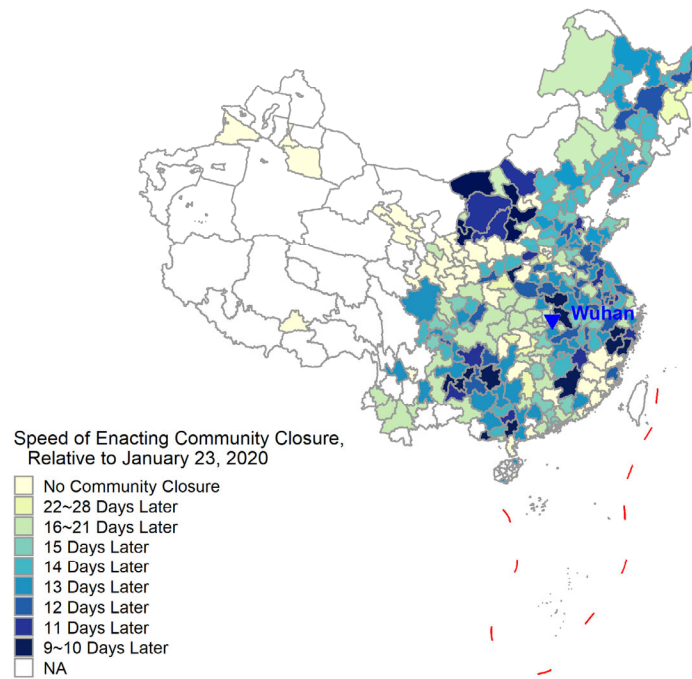 Wuhan
Speed of Enacting Community Closure,
Relative to January 23, 2020
No Community Closure
22~28 Days Later
16~21 Days Later
15 Days Later
14 Days Later
13 Days Later
12 Days Later
11 Days Later
9~10 Days Later
NA